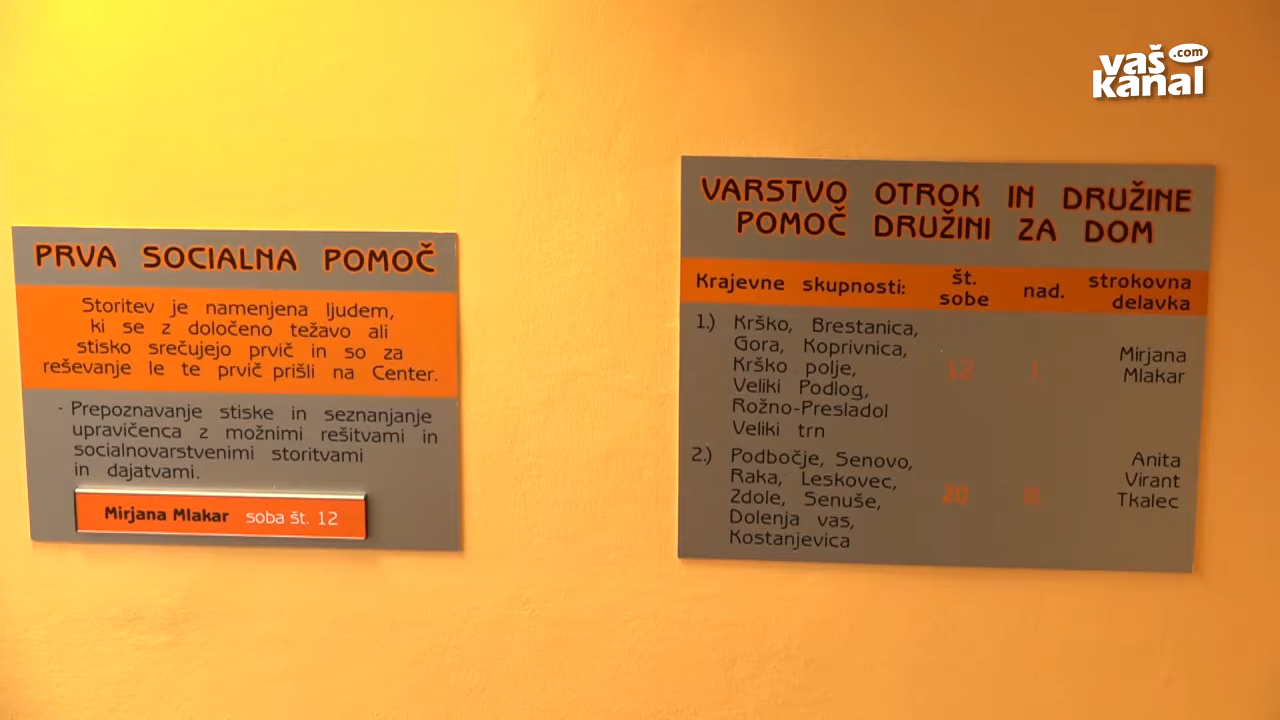 vaš .com
kanal
PRVA SOCIALNA POMOČ
Storitev je namenjena ljudem,
ki se z določeno težavo ali
stisko srečujejo prvič in so za
reševanje le te prvič prišli na Center.
- Prepoznavanje stiske in seznanjanje
upravičenca z možnimi rešitvami in
socialnovarstvenimi storitvami
in dajatvami.
Mirjana Mlakar soba št. 12
VARSTVO OTROK IN DRUŽINE
POMOČ DRUŽINI ZA DOM
Krajevne skupnosti: št. sobe nad. strokovna delavka
1.) Krško, Brestanica,
Gora, Koprivnica,
Krško polje,
Veliki Podlog,
Rožno-Presladol
Veliki trn
12 I. Mirjana
Mlakar
2.) Podbočje, Senovo,
Raka, Leskovec,
Zdole, Senuše,
Dolenja vas,
Kostanjevica
20
Anita
Virant
Tkalec